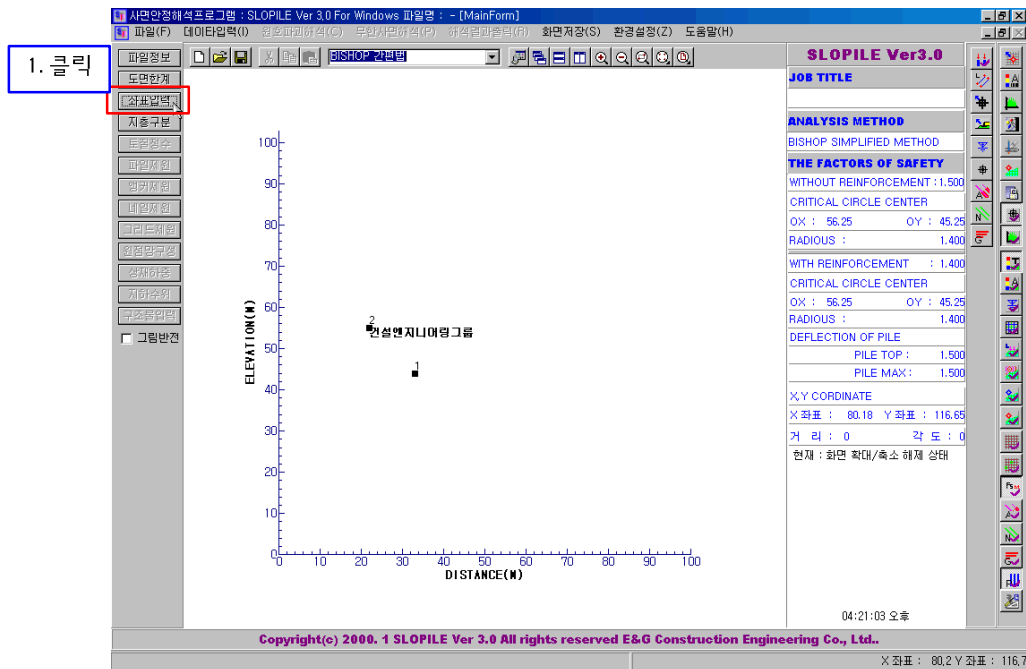 사면안정해석프로그램 : SLOPILE Ver 3,0 For Windows 파일명 : - [MainForm]
파일(F) 데이타입력(I) 원호파괴해석(C) 무한사면해석(P) 해석결과출력(R) 화면저장(S) 환경설정(Z) 도움말(H)
1. 클릭
파일정보
도면한계
좌표입력
지층구분
토질정수
파일제원
앵커제원
네일제원
그리드제원
원점망구성
상재하중
지하수위
구조물입력
그림반전
BISHOP 간편법
ELEVATION(M)
100
90
80
70
60
50
40
30
20
10
0
2
건설엔지니어링그룹
1
0 10 20 30 40 50 60 70 80 90 100
DISTANCE(M)
SLOPILE Ver3.0
JOB TITLE
ANALYSIS METHOD
BISHOP SIMPLIFIED METHOD
THE FACTORS OF SAFETY
WITHOUT REINFORCEMENT : 1.500
CRITICAL CIRCLE CENTER
OX : 56.25 OY : 45.25
RADIOUS : 1.400
WITH REINFORCEMENT : 1.400
CRITICAL CIRCLE CENTER
OX : 56.25 OY : 45.25
RADIOUS : 1.400
DEFLECTION OF PILE
PILE TOP : 1.500
PILE MAX : 1.500
X,Y CORDINATE
X 좌표 : 80.18 Y 좌표 : 116.65
거 리 : 0 각 도 : 0
현재 : 화면 확대/축소 해제 상태
04:21:03 오후
Copyright(c) 2000. 1 SLOPILE Ver 3.0 All rights reserved E&G Construction Engineering Co., Ltd..
X 좌표 : 80,2 Y 좌표 : 116,7